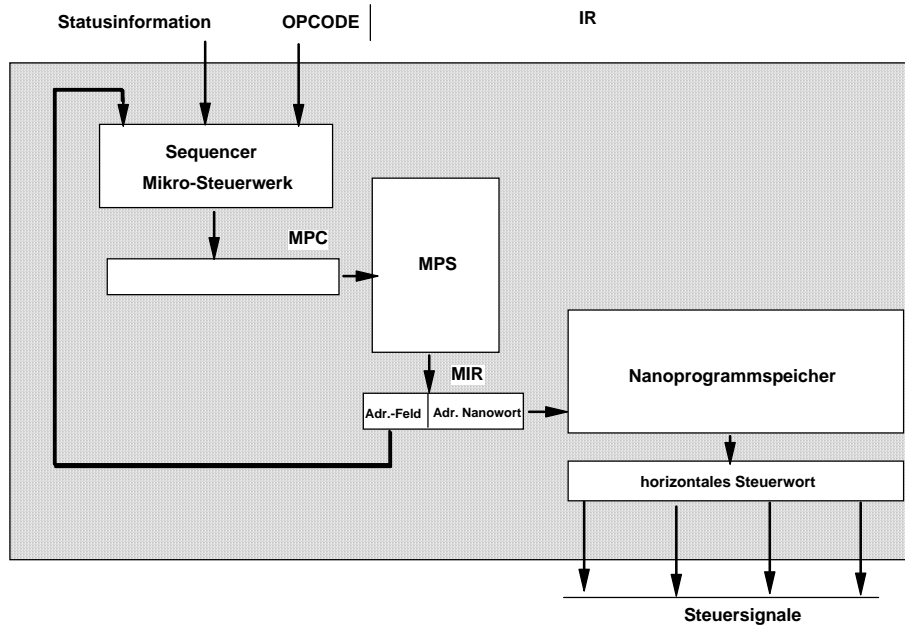 Statusinformation OPCODE IR
Sequencer
Mikro-Steuerwerk
MPC
MPS
MIR
Adr.-Feld Adr. Nanowort
Nanoprogrammspeicher
horizontales Steuerwort
Steuersignale